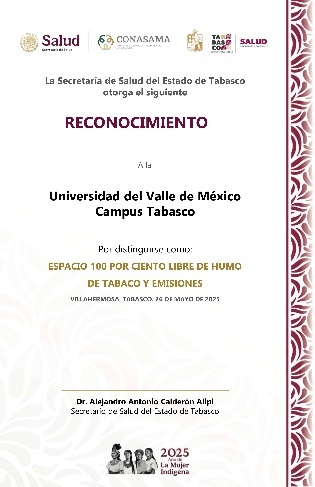 Salud
Secretaría de Salud
CONASAMA
TABASCO
SALUD
La Secretaría de Salud del Estado de Tabasco
otorga el siguiente
RECONOCIMIENTO
A la
Universidad del Valle de México
Campus Tabasco
Por distinguirse como:
ESPACIO 100 POR CIENTO LIBRE DE HUMO
DE TABACO Y EMISIONES
VILLAHERMOSA, TABASCO, 26 DE MAYO DE 2025
Dr. Alejandro Antonio Calderón Alipi
Secretario de Salud del Estado de Tabasco
2025
Año de
La Mujer
Indígena